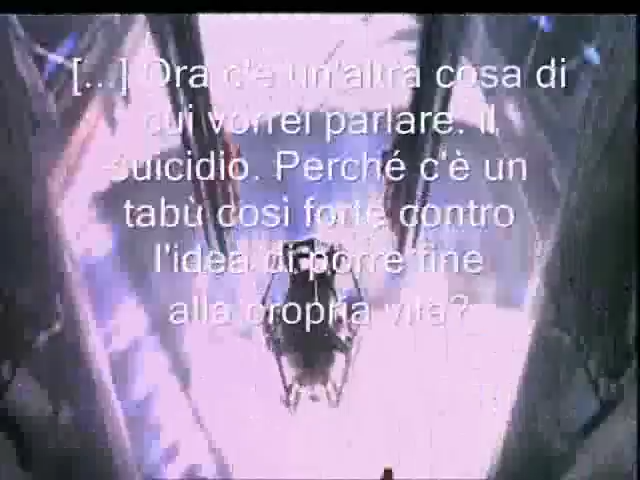 [...] Ora c'è un'altra cosa di
cui vorrei parlare. Il
suicidio. Perché c'è un
tabù così forte contro
l'idea di porre fine
alla propria vita?